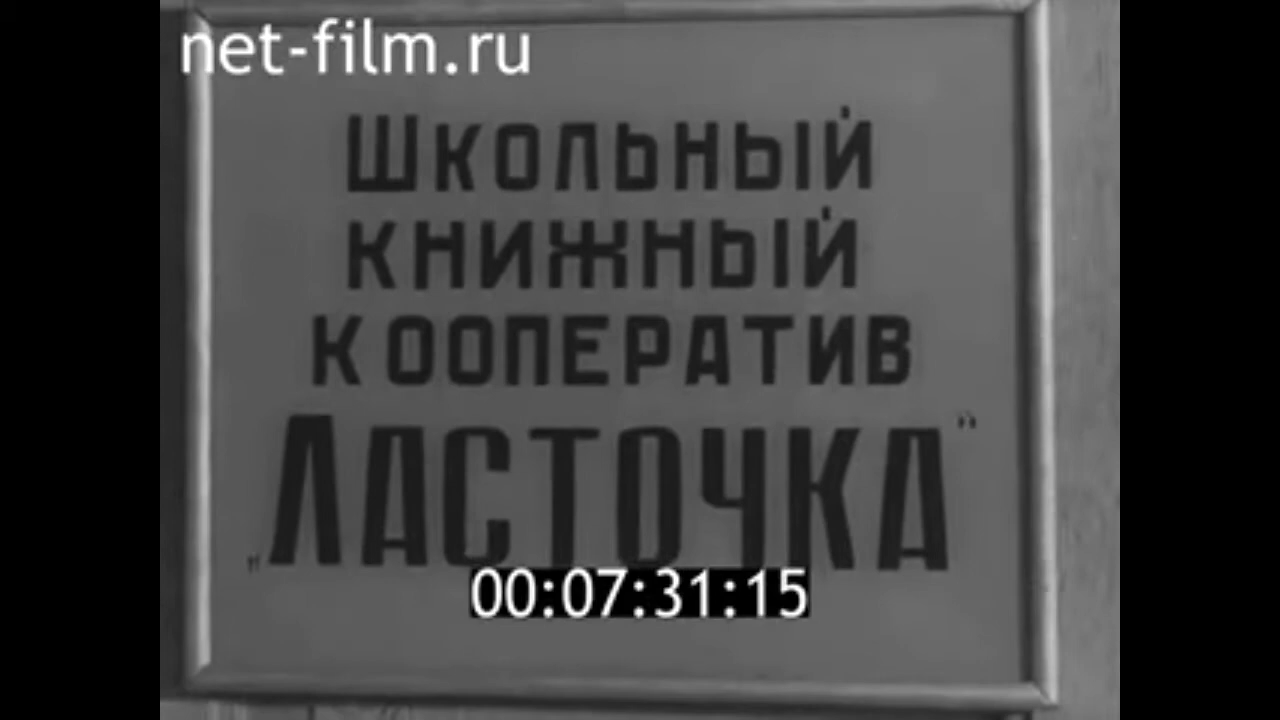 net-film.ru
Школьный
книжный
кооператив
„Ласточка"
00:07:31:15